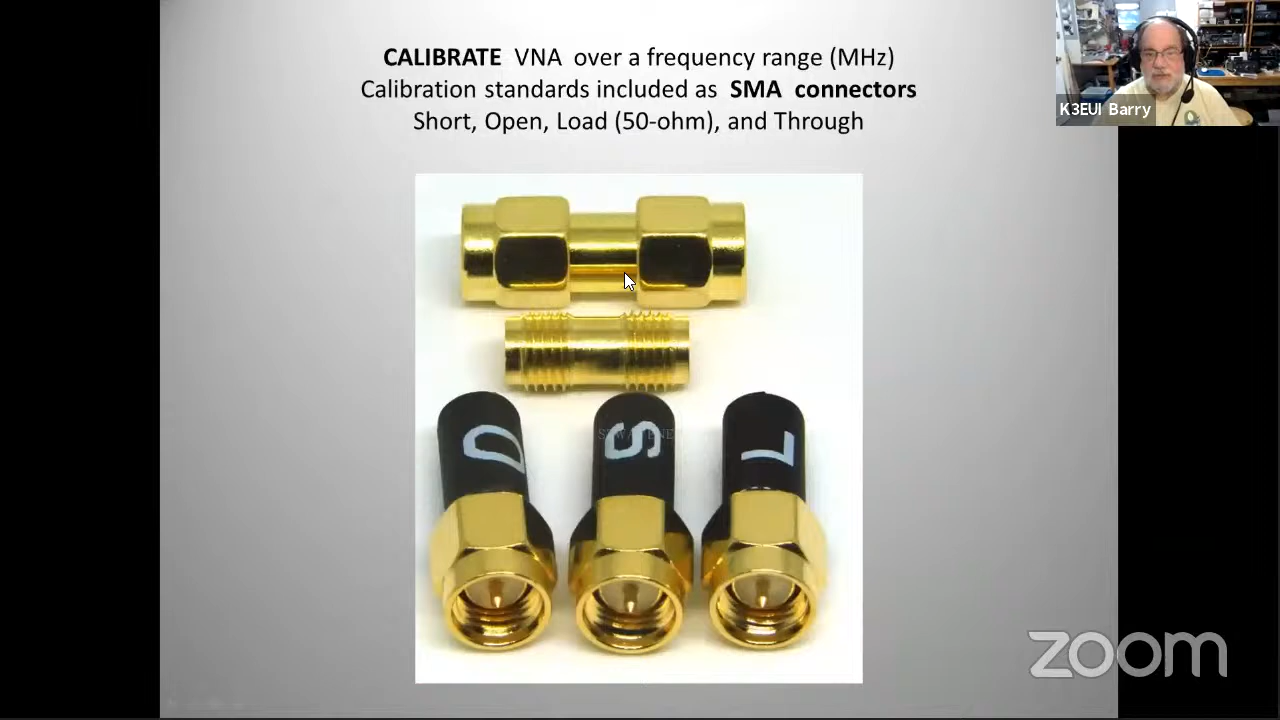 CALIBRATE VNA over a frequency range (MHz)
Calibration standards included as SMA connectors
Short, Open, Load (50-ohm), and Through
K3EUI Barry
O
S
L
zoom